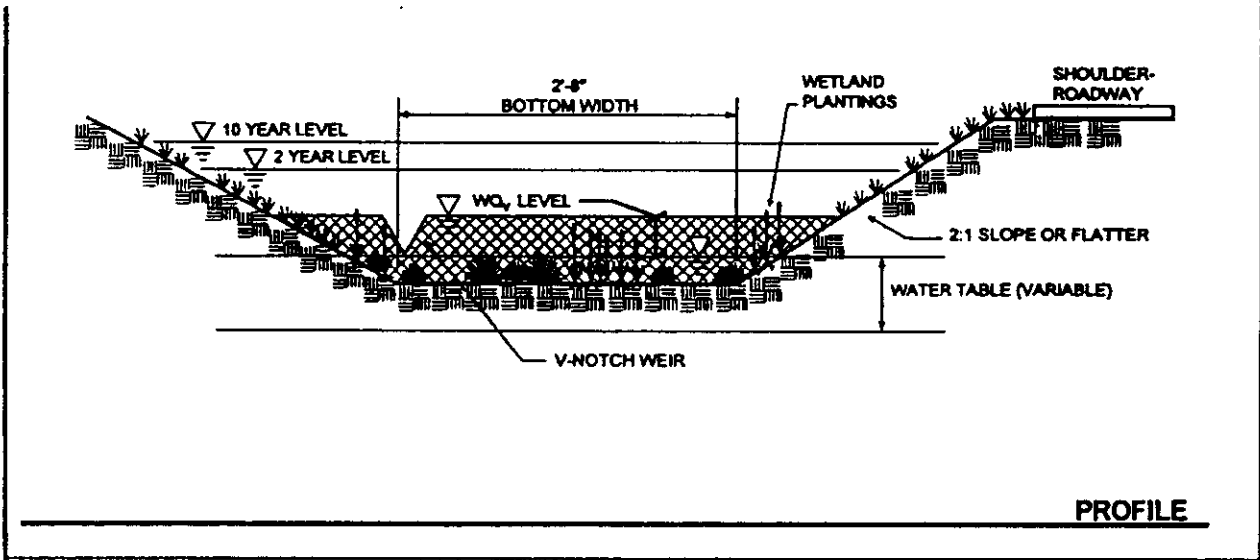 2'-8"
BOTTOM WIDTH
WETLAND
PLANTINGS
SHOULDER-
ROADWAY
10 YEAR LEVEL
2 YEAR LEVEL
WQv LEVEL
2:1 SLOPE OR FLATTER
WATER TABLE (VARIABLE)
V-NOTCH WEIR
PROFILE